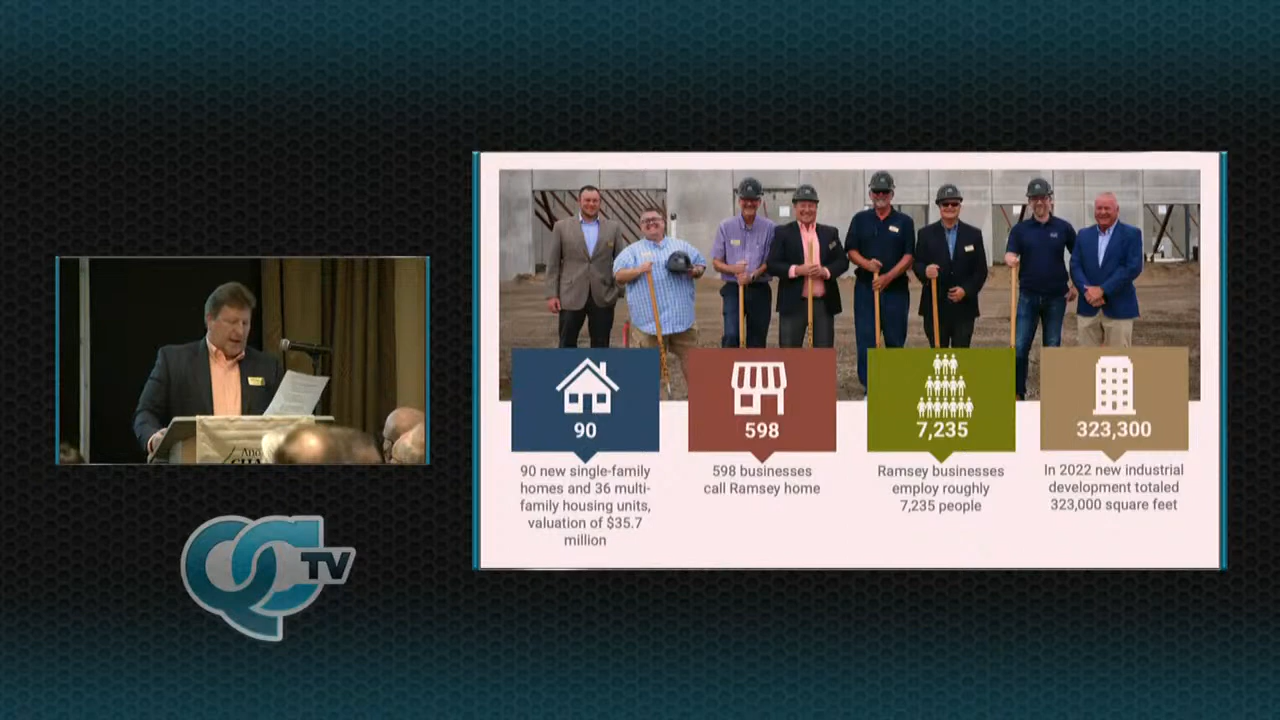 90
598
7,235
323,300
90 new single-family
homes and 36 multi-
family housing units,
valuation of $35.7
million
598 businesses
call Ramsey home
Ramsey businesses
employ roughly
7,235 people
In 2022 new industrial
development totaled
323,000 square feet
QC
TV